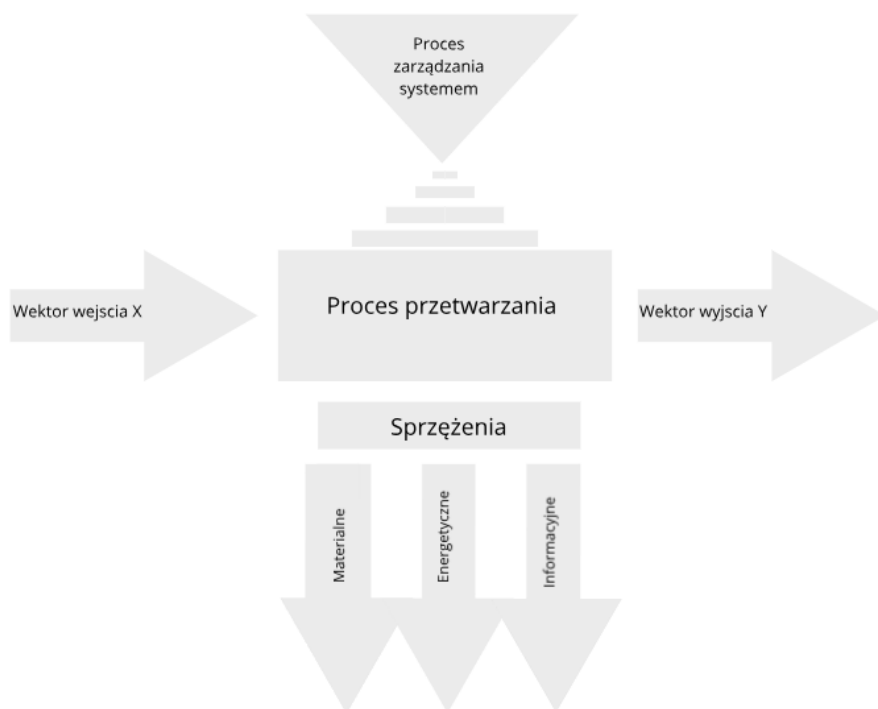 Proces
zarządzania
systemem
Wektor wejscia X
Proces przetwarzania
Wektor wyjscia Y
Sprzężenia
Materialne
Energetyczne
Informacyjne